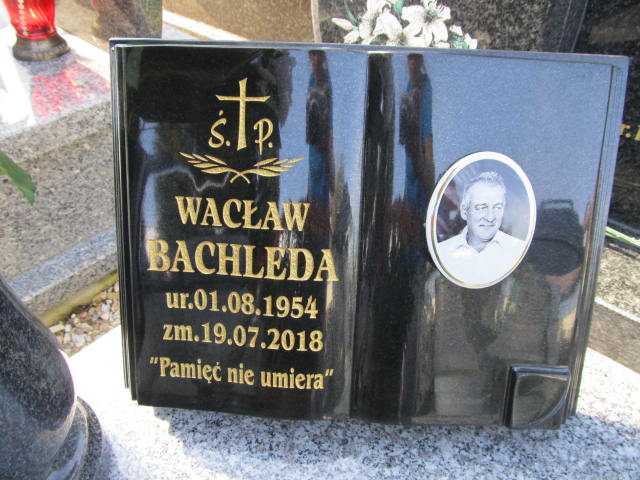 Ś. P.
WACŁAW
BACHLEDA
ur.01.08.1954
zm.19.07.2018
"Pamięć nie umiera"